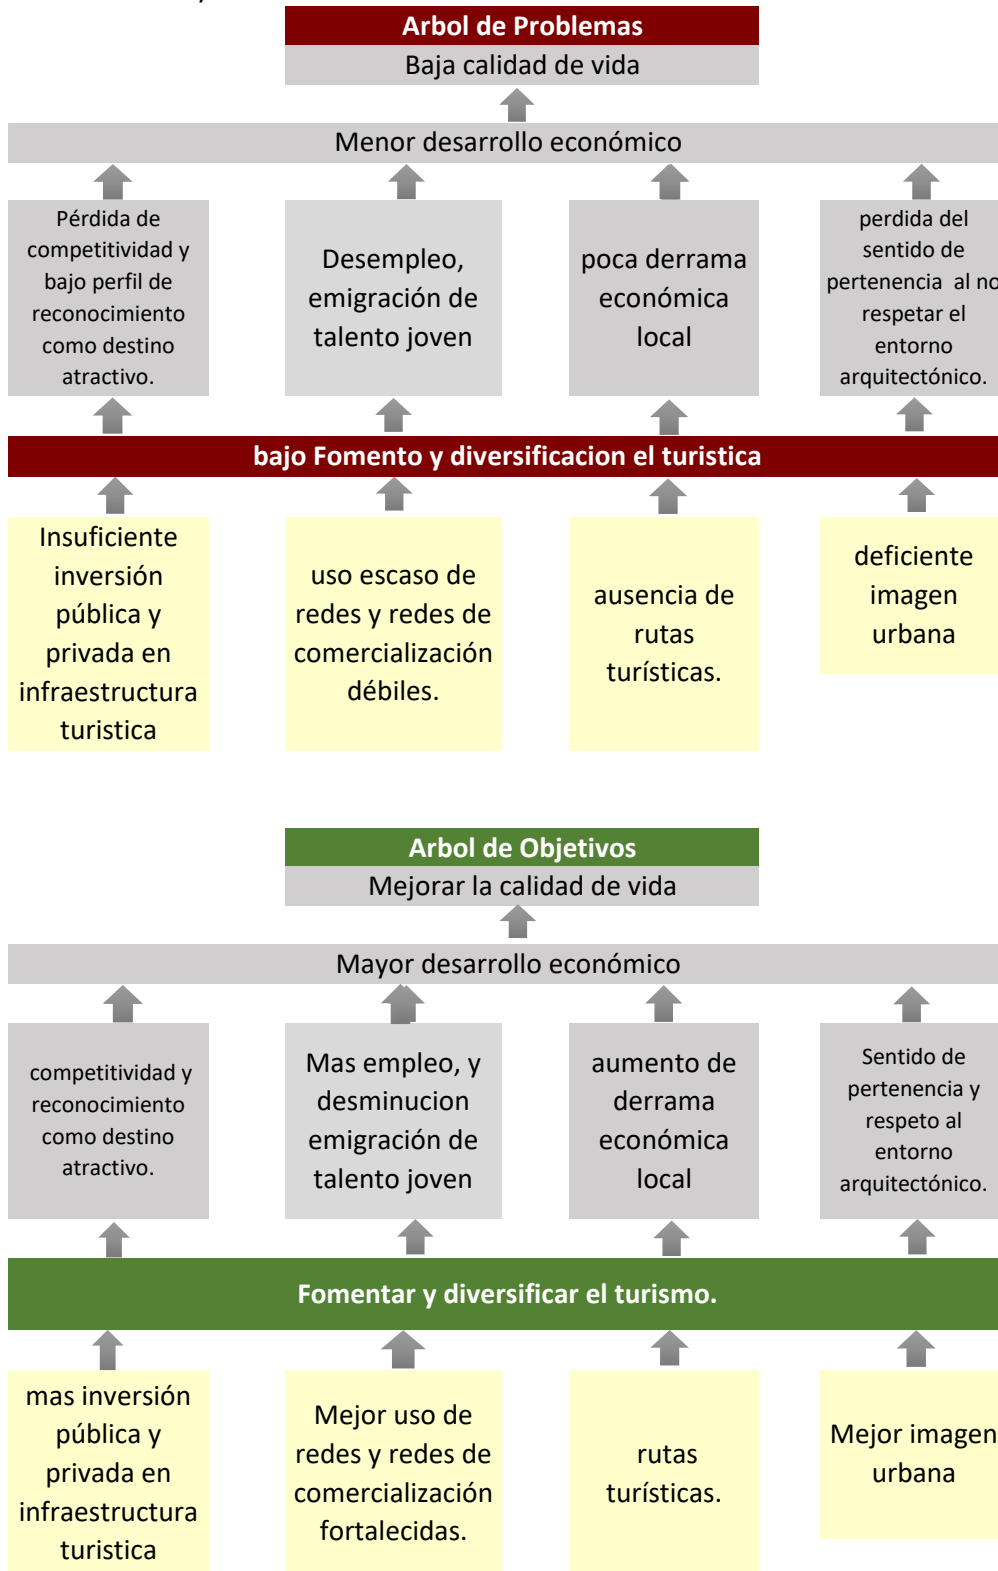 Arbol de Problemas
Baja calidad de vida
Menor desarrollo económico
Pérdida de
competitividad y
bajo perfil de
reconocimiento
como destino
atractivo.
Desempleo,
emigración de
talento joven
poca derrama
económica
local
perdida del
sentido de
pertenencia al no
respetar el
entorno
arquitectónico.
bajo Fomento y diversificacion el turistica
Insuficiente
inversión
pública y
privada en
infraestructura
turistica
uso escaso de
redes y redes de
comercialización
débiles.
ausencia de
rutas
turísticas.
deficiente
imagen
urbana
Arbol de Objetivos
Mejorar la calidad de vida
Mayor desarrollo económico
competitividad y
reconocimiento
como destino
atractivo.
Mas empleo, y
desminucion
emigración de
talento joven
aumento de
derrama
económica
local
Sentido de
pertenencia y
respeto al
entorno
arquitectónico.
Fomentar y diversificar el turismo.
mas inversión
pública y
privada en
infraestructura
turistica
Mejor uso de
redes y redes de
comercialización
fortalecidas.
rutas
turísticas.
Mejor imagen
urbana